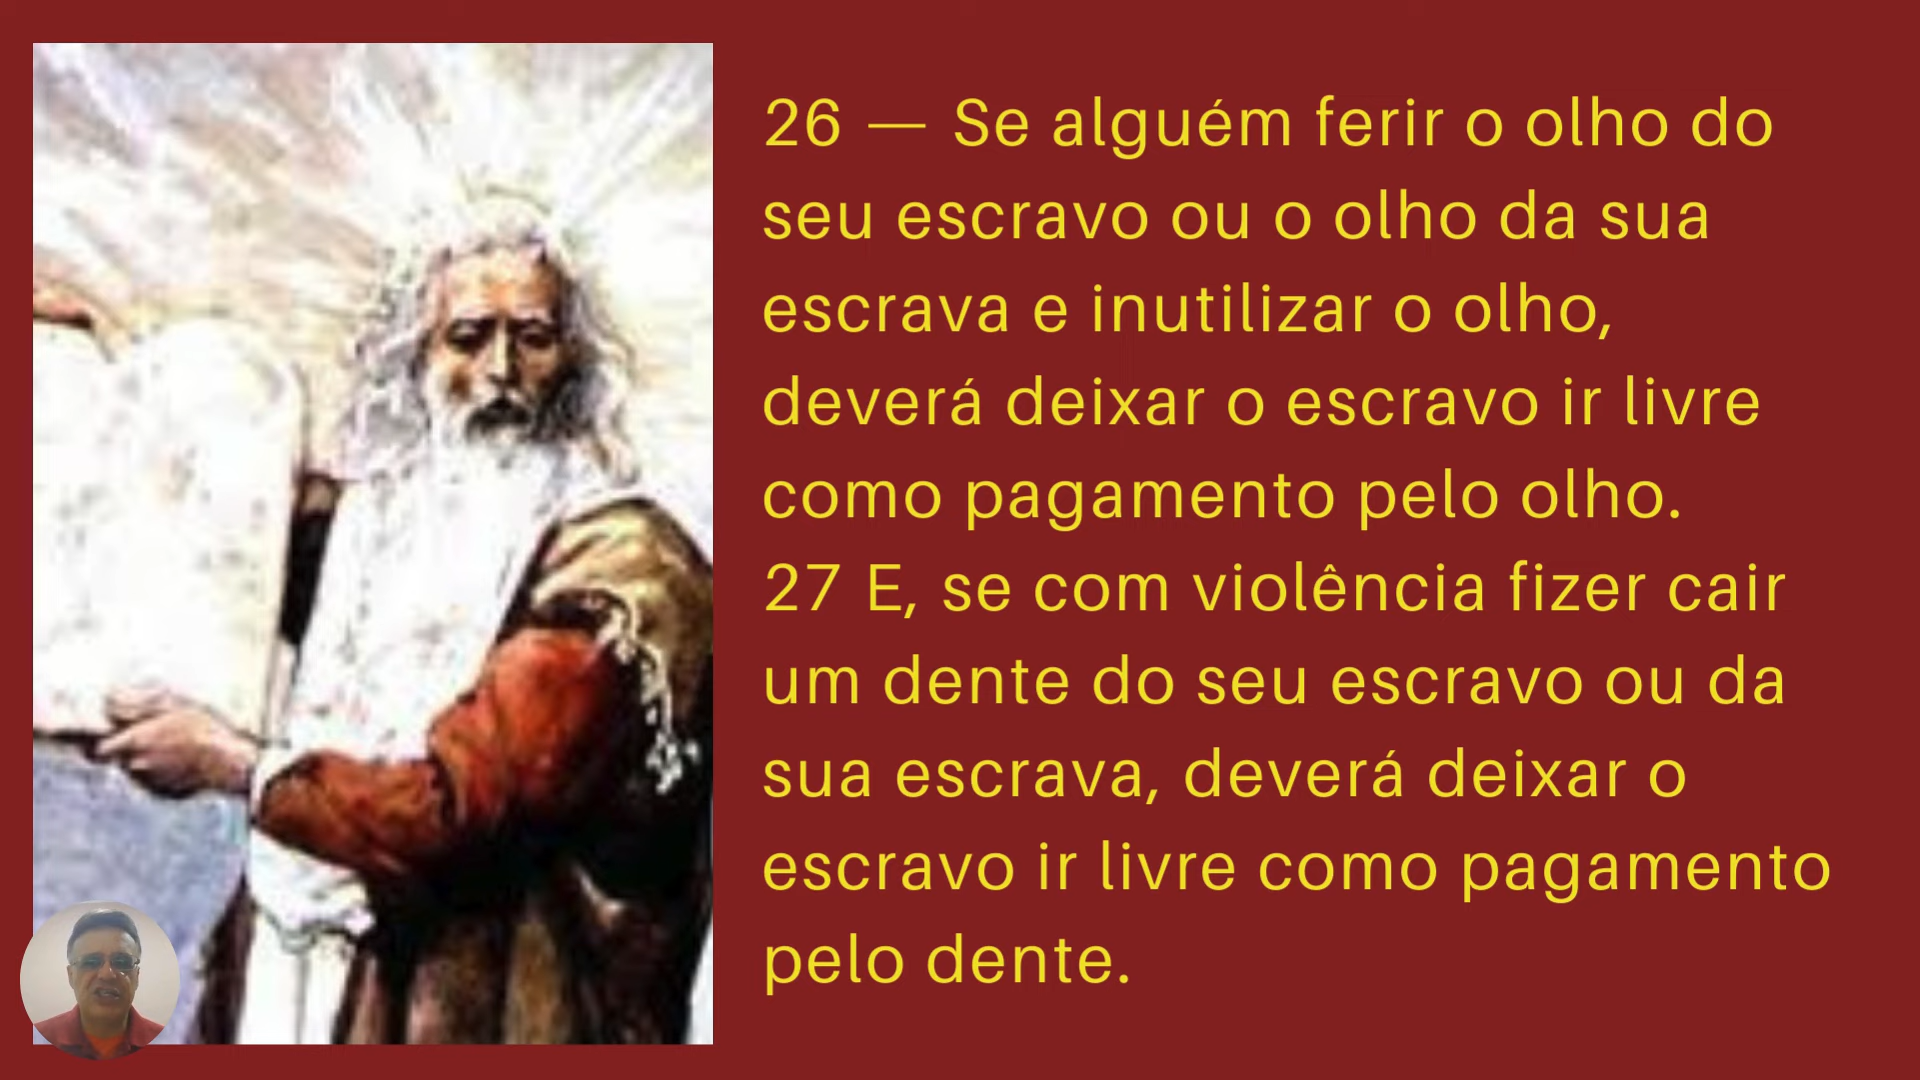 26 — Se alguém ferir o olho do
seu escravo ou o olho da sua
escrava e inutilizar o olho,
deverá deixar o escravo ir livre
como pagamento pelo olho.
27 E, se com violência fizer cair
um dente do seu escravo ou da
sua escrava, deverá deixar o
escravo ir livre como pagamento
pelo dente.